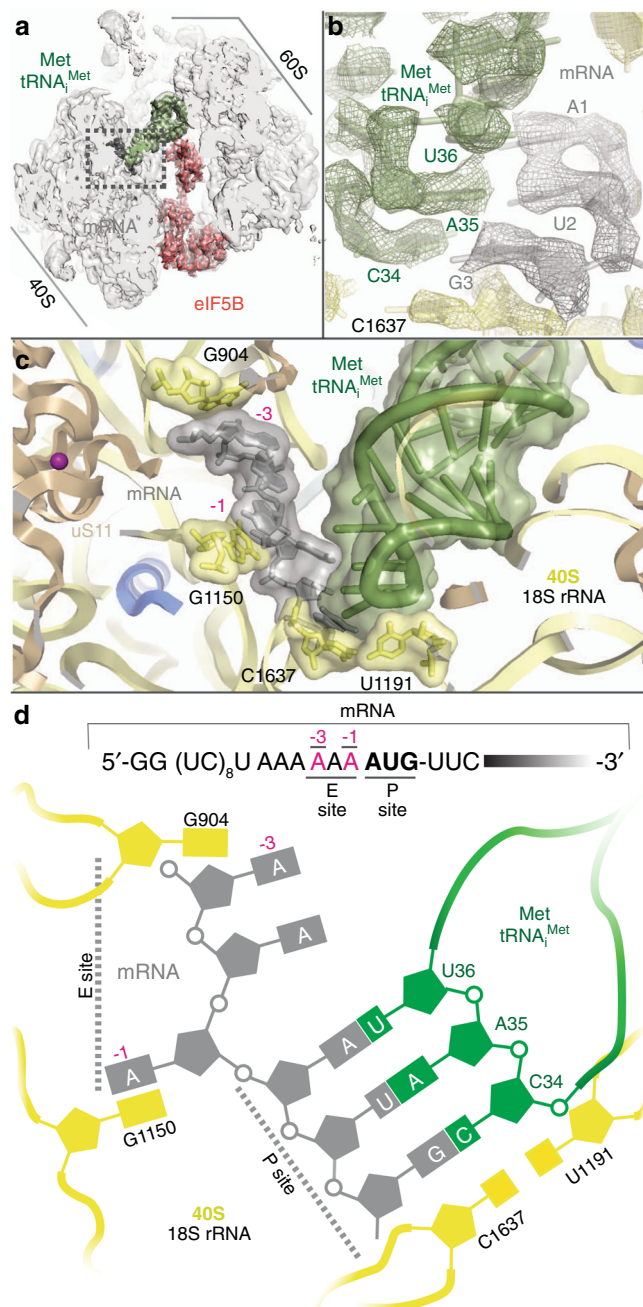 a
Met
tRNAiMet
60S
mRNA
40S
eIF5B
b
Met
tRNAiMet
mRNA
A1
U36
A35
U2
C34
G3
C1637
c
G904
Met
tRNAiMet
-3
mRNA
-1
uS11
G1150
40S
18S rRNA
C1637
U1191
d
mRNA
-3 -1
5′-GG (UC)8U AAA AAA AUG-UUC -3′
E site
P site
G904
-3
A
Met
tRNAiMet
E site
mRNA
A
U36
-1
A
A U
A35
U A
C34
G1150
G C
P site
U1191
40S
18S rRNA
C1637